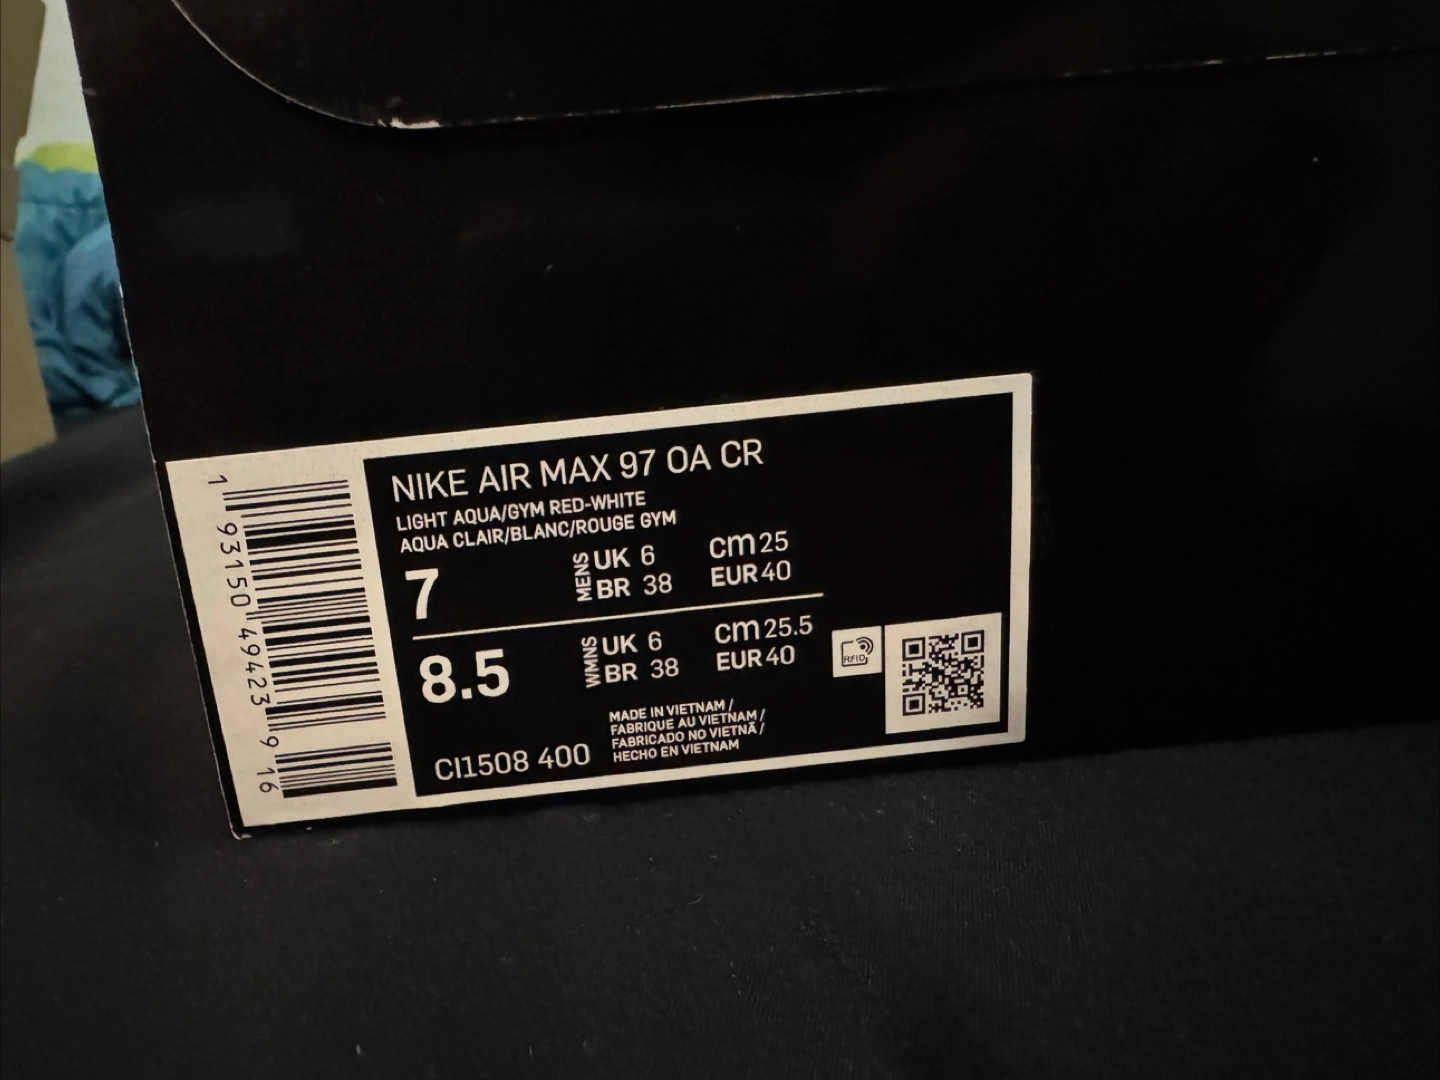 NIKE AIR MAX 97 OA CR
LIGHT AQUA/GYM RED-WHITE
AQUA CLAIR/BLANC/ROUGE GYM
7
MENS
UK 6
BR 38
cm 25
EUR 40
8.5
WMNS
UK 6
BR 38
cm 25.5
EUR 40
RFID
MADE IN VIETNAM /
FABRIQUE AU VIETNAM /
FABRICADO NO VIETNÃ /
HECHO EN VIETNAM
CI1508 400
1 93150 49423 9 16